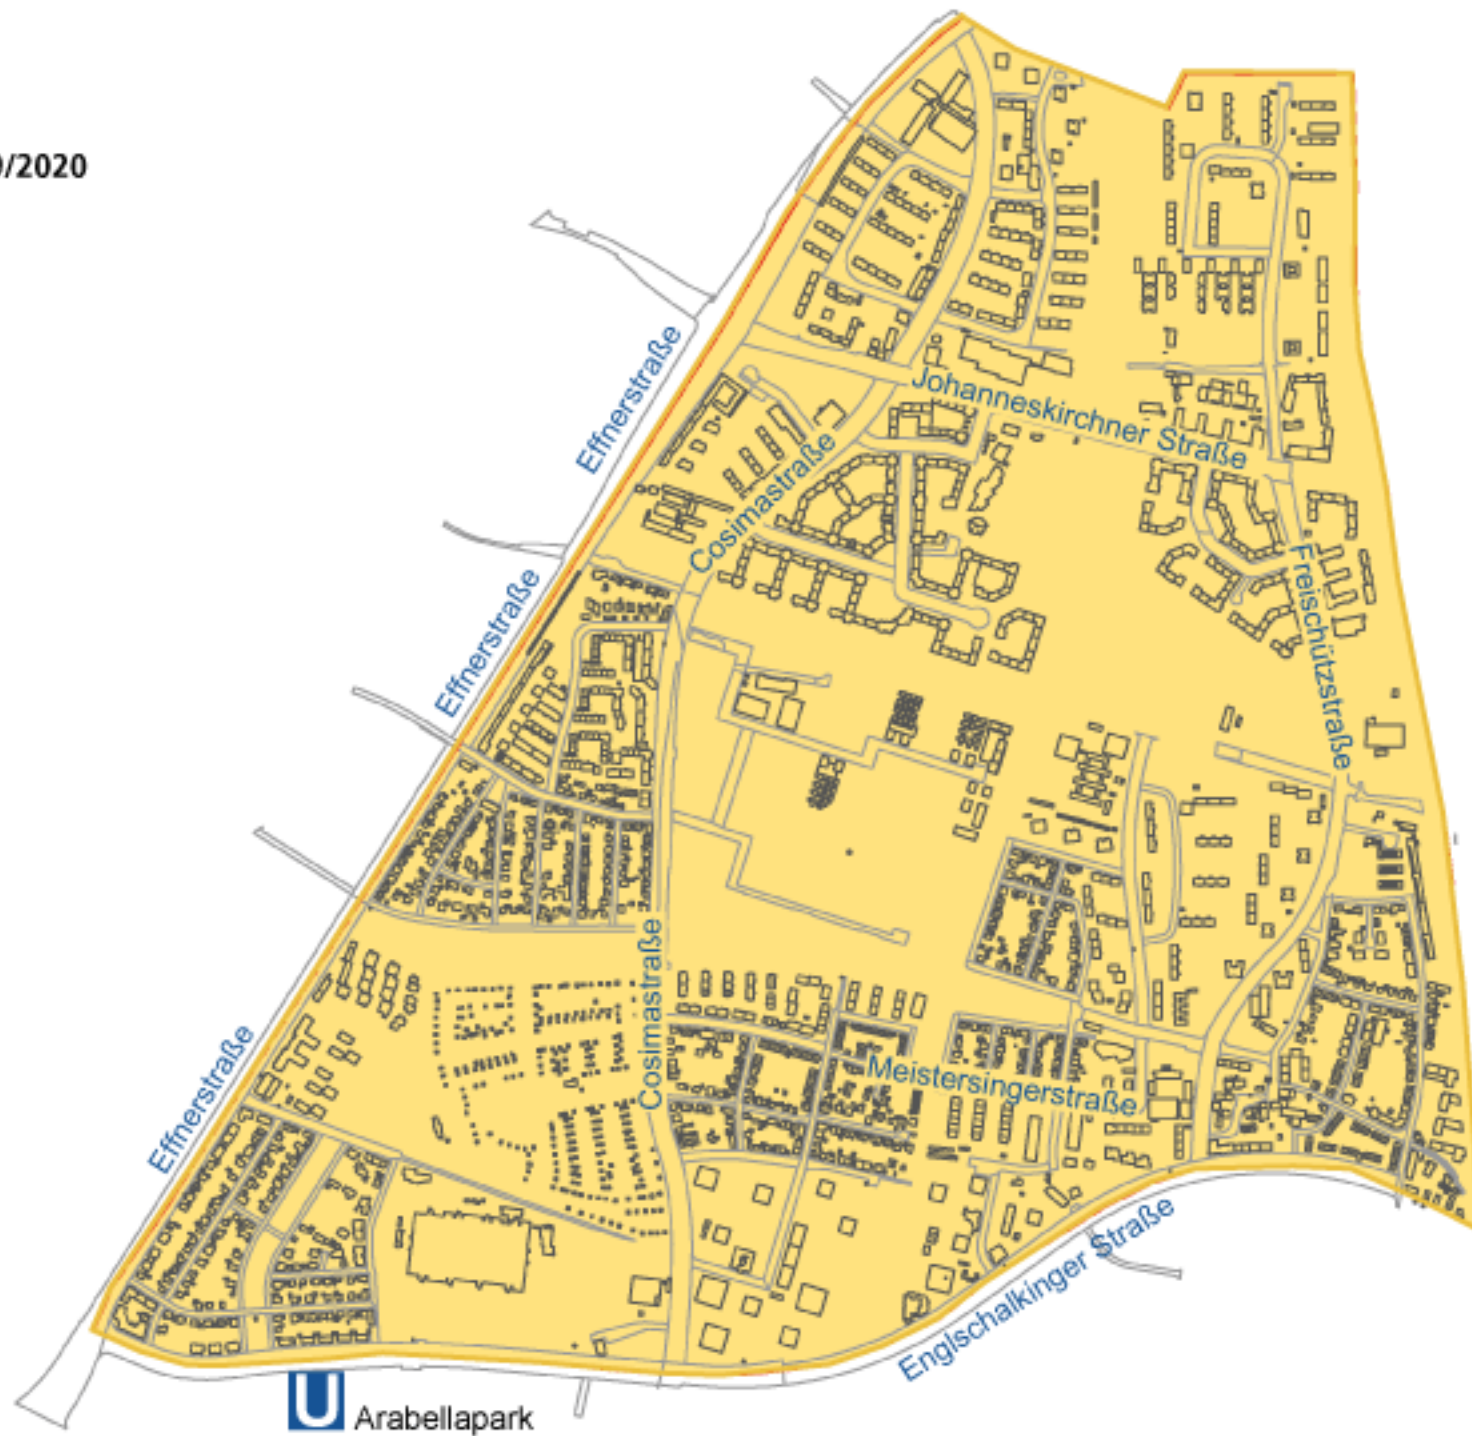 /2020
Effnerstraße
Johanneskirchner Straße
Cosimastraße
Effnerstraße
Freischützstraße
Cosimastraße
Effnerstraße
Meistersingerstraße
Englschalkinger Straße
U Arabellapark